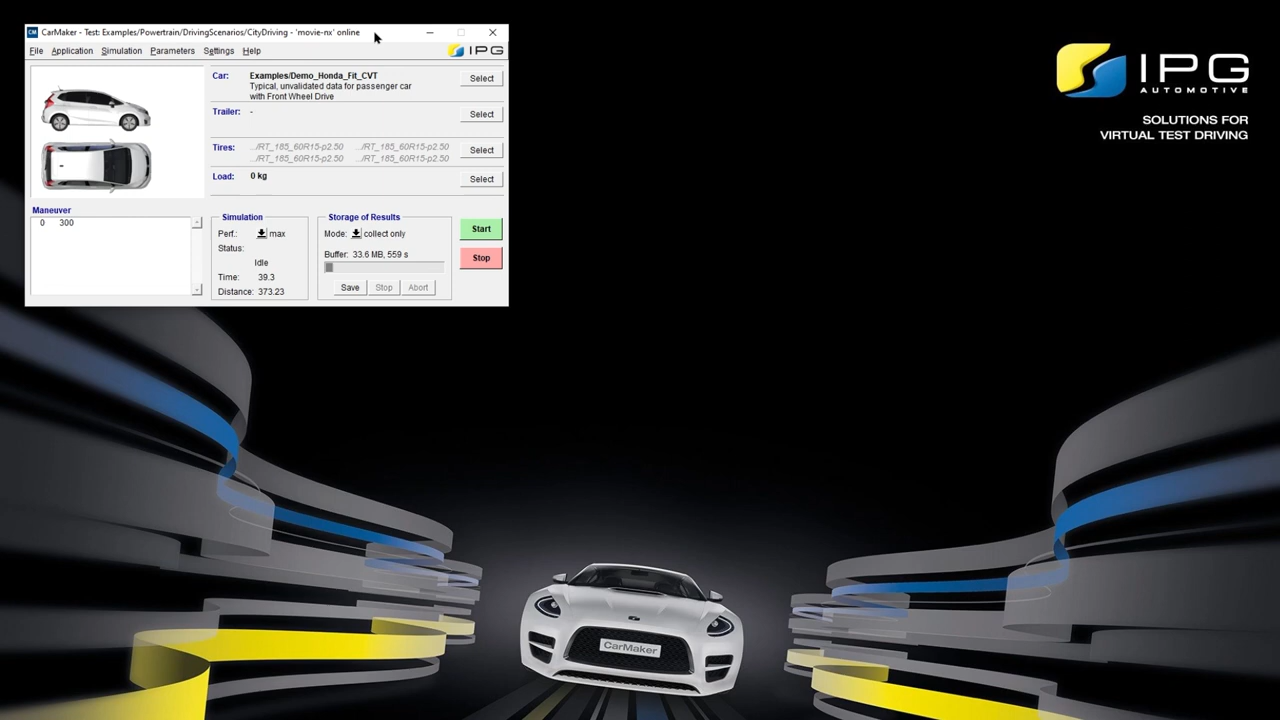 CM CarMaker - Test: Examples/Powertrain/DrivingScenarios/CityDriving - 'movie-nx' online
File Application Simulation Parameters Settings Help IPG
Car: Examples/Demo_Honda_Fit_CVT Select
Typical, unvalidated data for passenger car
with Front Wheel Drive
Trailer: - Select
Tires: .../RT_185_60R15-p2.50 .../RT_185_60R15-p2.50 Select
.../RT_185_60R15-p2.50 .../RT_185_60R15-p2.50
Load: 0 kg Select
Maneuver
0 300
Simulation
Perf.: max
Status:
Idle
Time: 39.3
Distance: 373.23
Storage of Results
Mode: collect only
Buffer: 33.6 MB, 559 s
Save Stop Abort
Start
Stop
IPG
AUTOMOTIVE
SOLUTIONS FOR
VIRTUAL TEST DRIVING
CarMaker